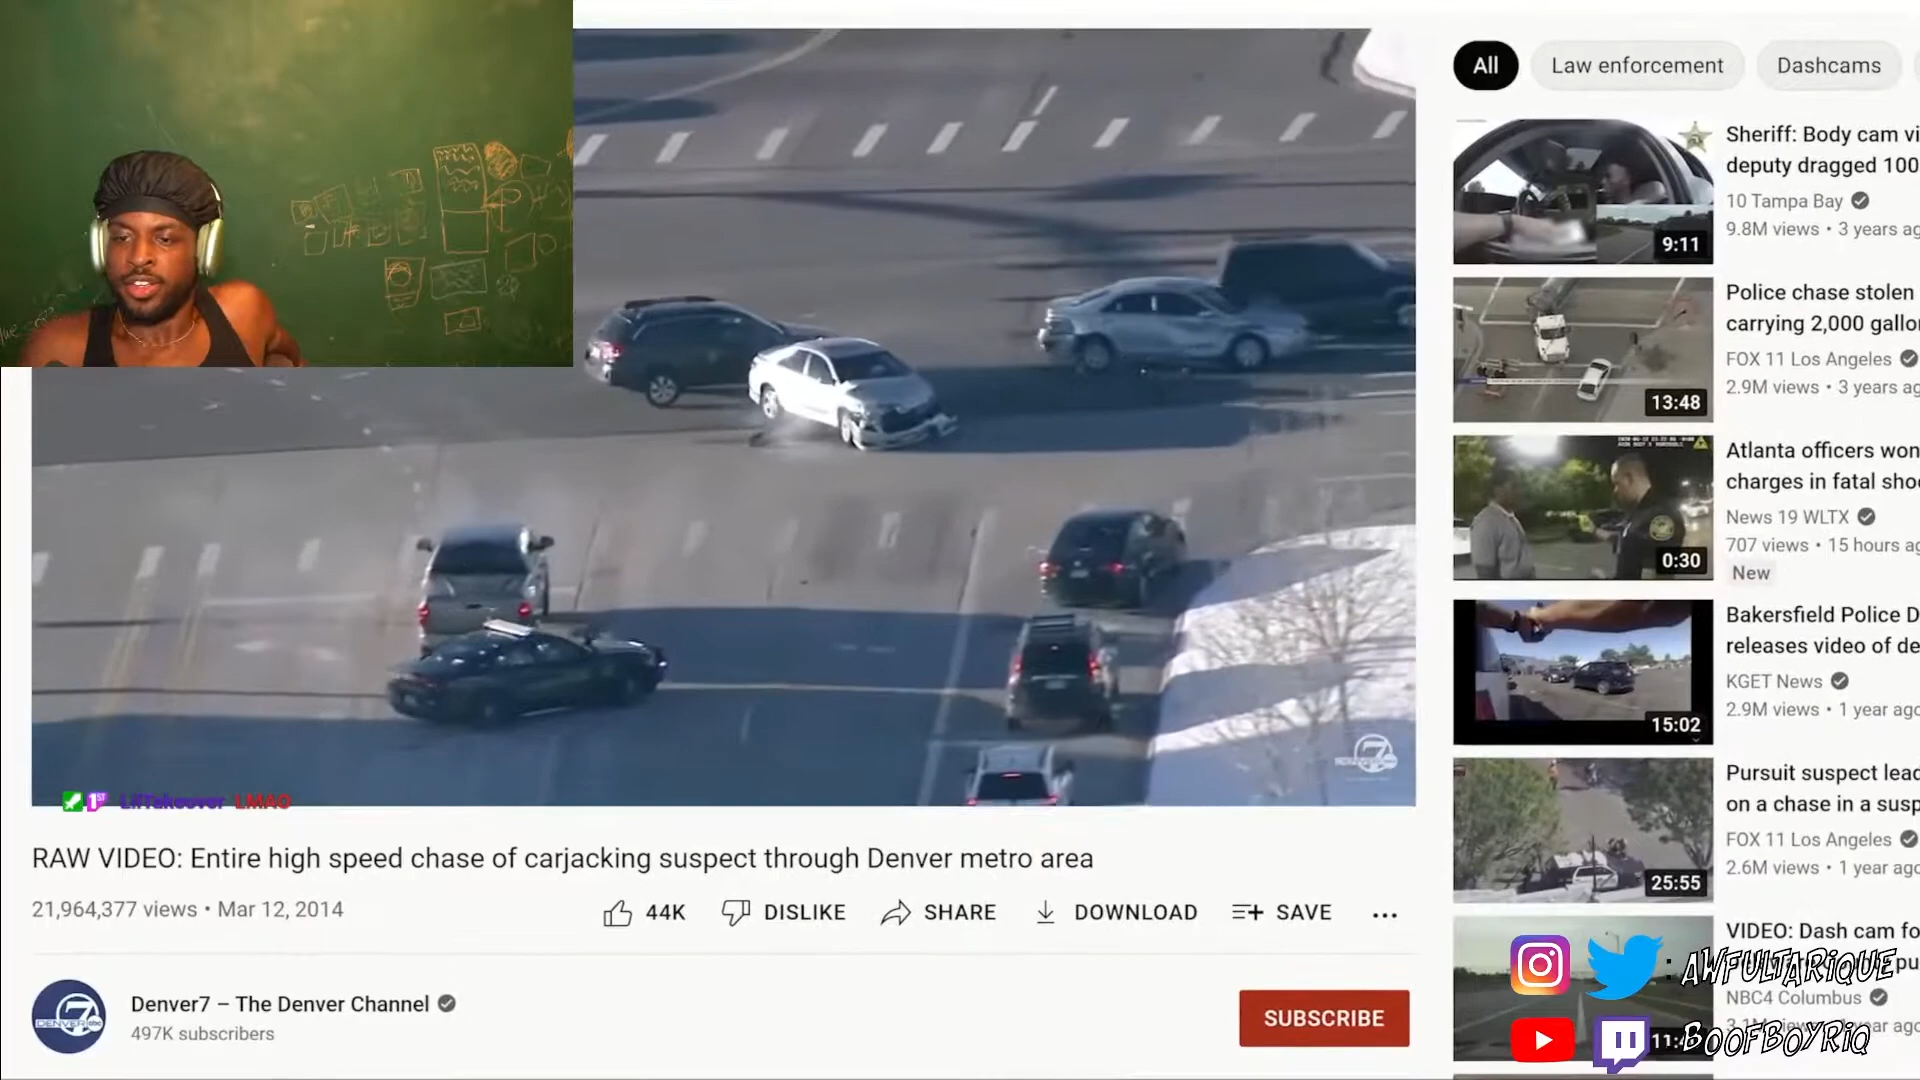 All
Law enforcement
Dashcams
Sheriff: Body cam vi
deputy dragged 100
10 Tampa Bay
9.8M views • 3 years ag
9:11
Police chase stolen
carrying 2,000 gallo
FOX 11 Los Angeles
2.9M views • 3 years ag
13:48
Atlanta officers won
charges in fatal shoo
News 19 WLTX
707 views • 15 hours ag
New
0:30
Bakersfield Police D
releases video of de
KGET News
2.9M views • 1 year ago
15:02
Pursuit suspect lead
on a chase in a susp
FOX 11 Los Angeles
2.6M views • 1 year ago
25:55
VIDEO: Dash cam fo
NBC4 Columbus
1ST LilTakeover LMAO
RAW VIDEO: Entire high speed chase of carjacking suspect through Denver metro area
21,964,377 views • Mar 12, 2014
44K
DISLIKE
SHARE
DOWNLOAD
SAVE
Denver7 – The Denver Channel
497K subscribers
SUBSCRIBE
: AWFULTARIQUE
BOOFBOYRIQ